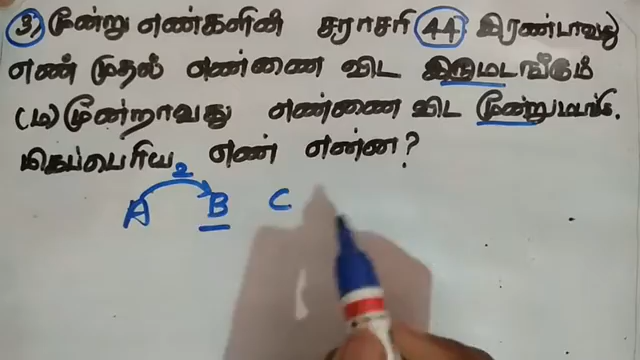 3) மூன்று எண்களின் சராசரி 44 இரண்டாவது
எண் முதல் எண்ணை விட இருமடங்கும்
(ம) மூன்றாவது எண்ணை விட மூன்றுமடங்கு.
மிகப்பெரிய எண் என்ன?
2
A B C